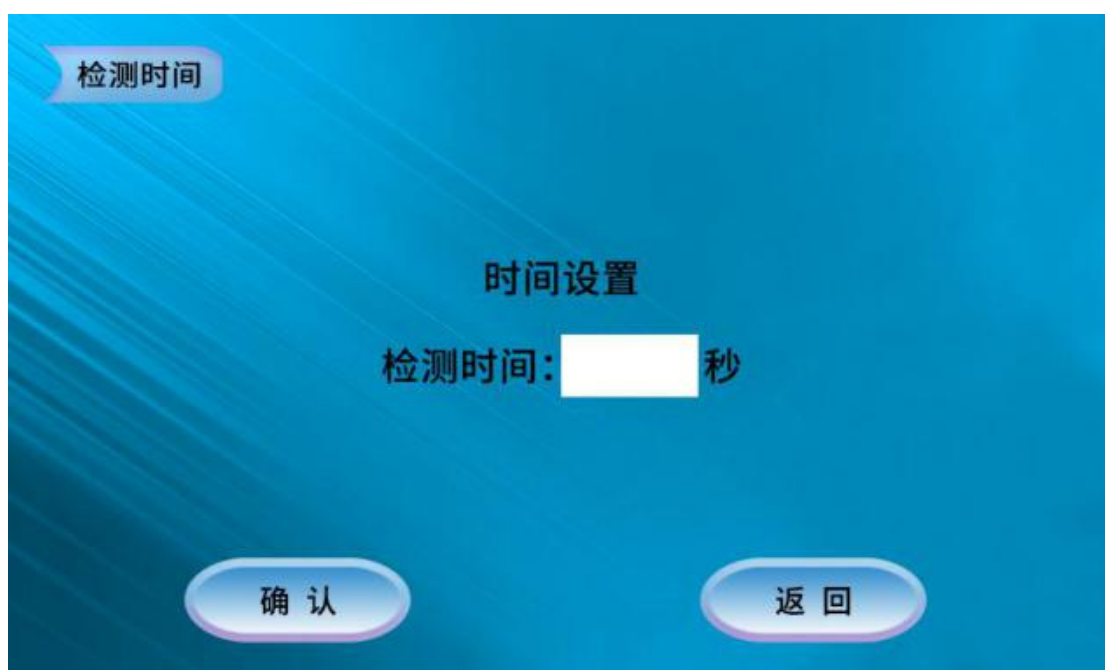 检测时间
时间设置
检测时间：秒
确 认
返 回